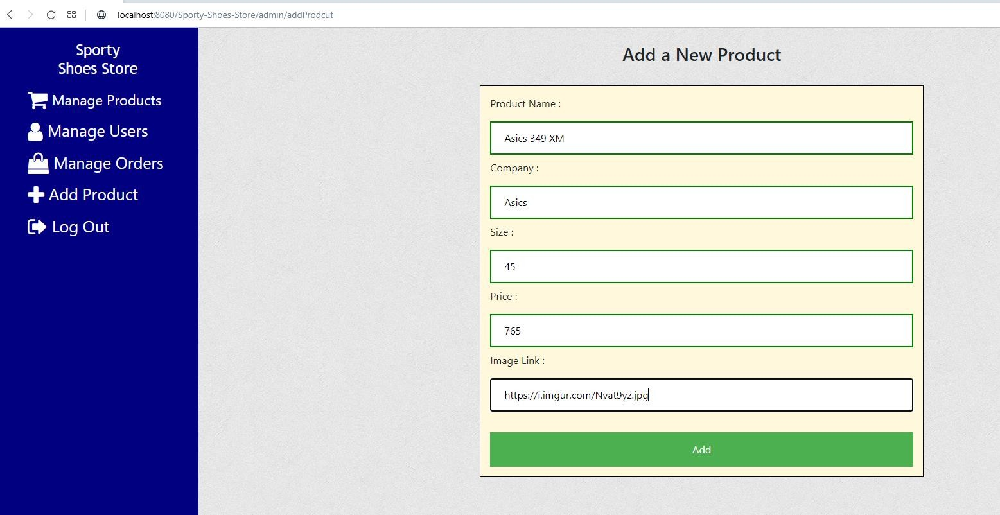 localhost:8080/Sporty-Shoes-Store/admin/addProdcut
Sporty
Shoes Store
Manage Products
Manage Users
Manage Orders
Add Product
Log Out
Add a New Product
Product Name :
Asics 349 XM
Company :
Asics
Size :
45
Price :
765
Image Link :
https://i.imgur.com/Nvat9yz.jpg
Add